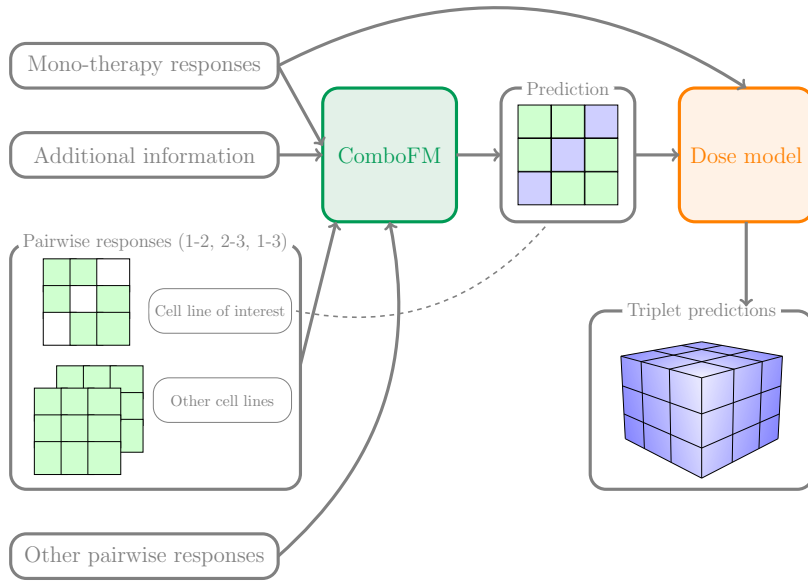 Mono-therapy responses
Additional information
ComboFM
Prediction
Dose model
Pairwise responses (1-2, 2-3, 1-3)
Cell line of interest
Other cell lines
Triplet predictions
Other pairwise responses